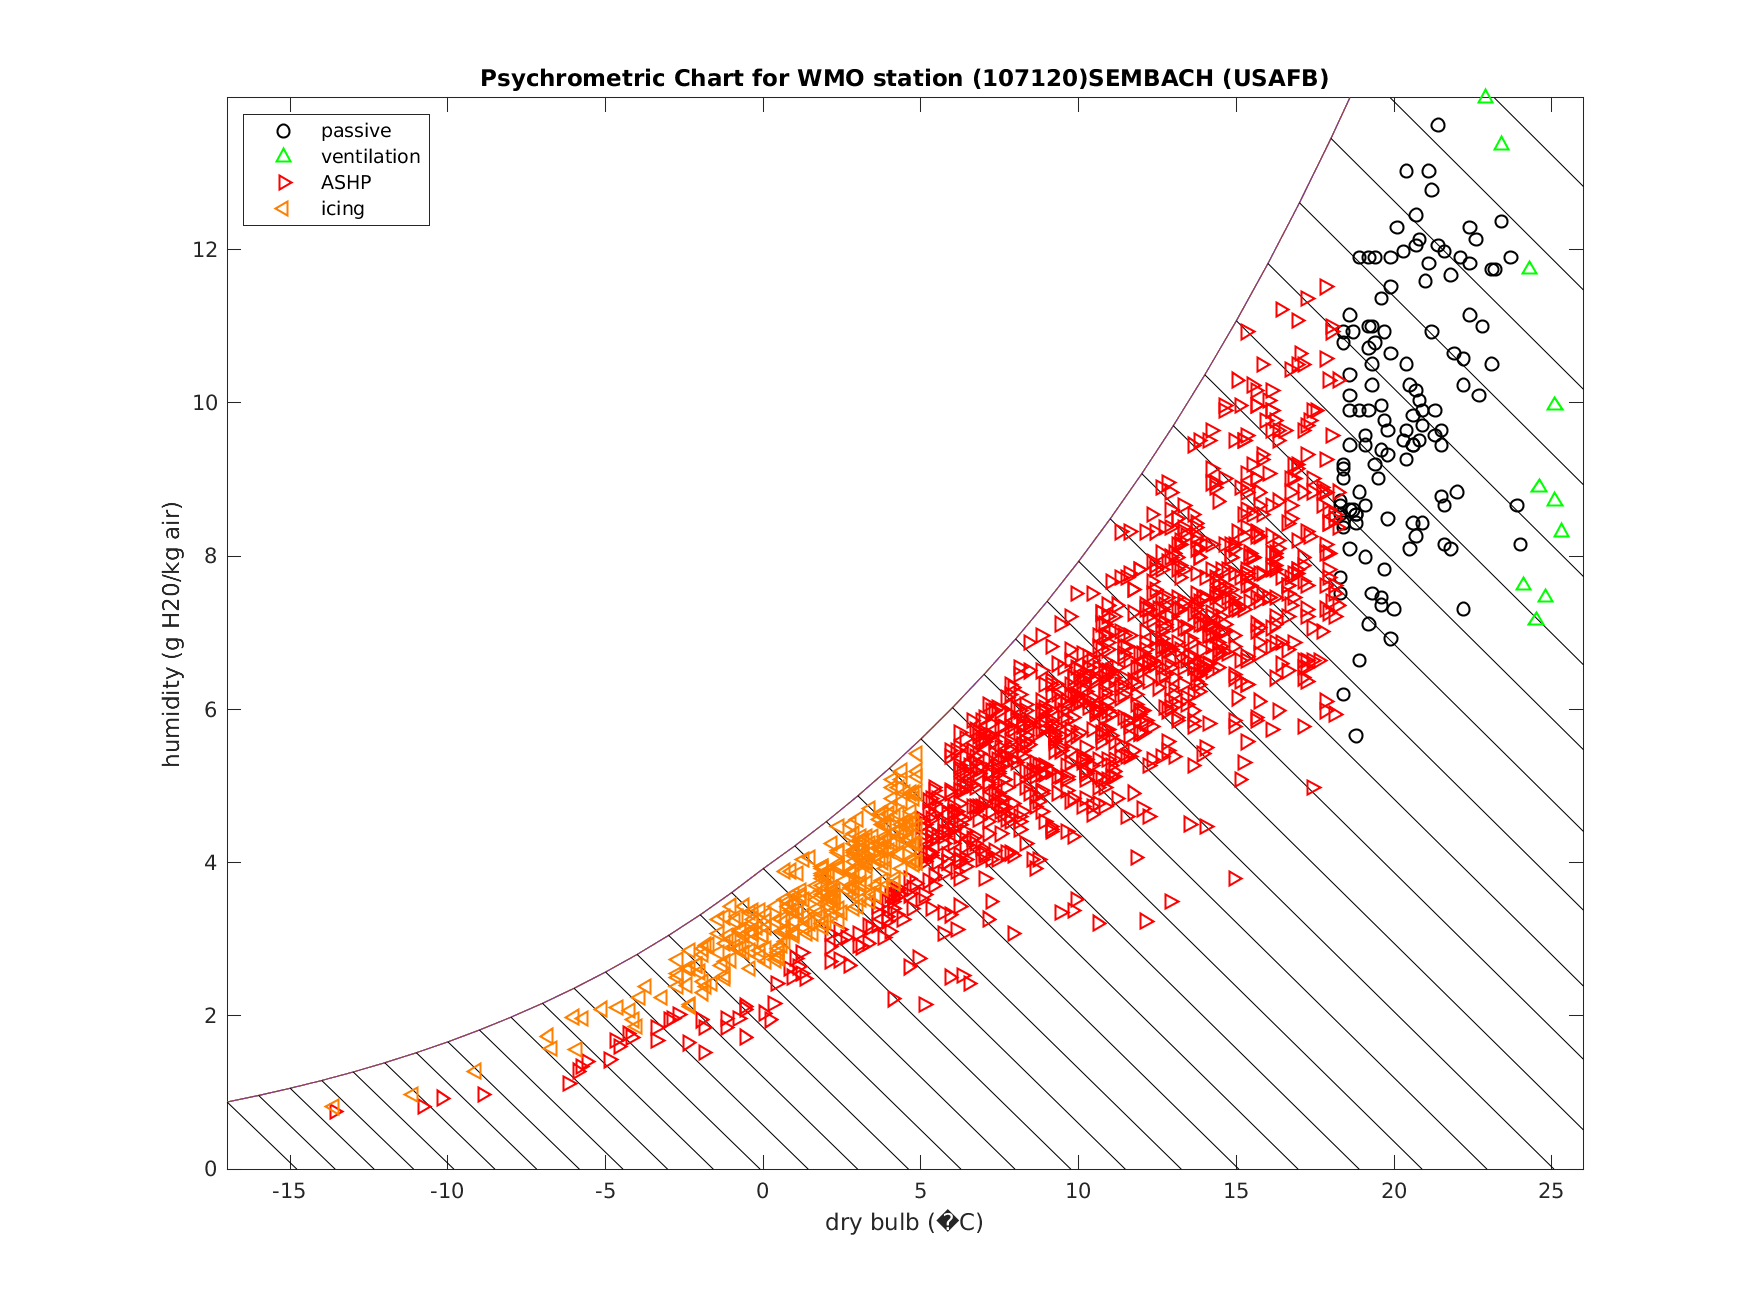 Psychrometric Chart for WMO station (107120)SEMBACH (USAFB)
passive
ventilation
ASHP
icing
humidity (g H20/kg air)
12
10
8
6
4
2
0
-15 -10 -5 0 5 10 15 20 25
dry bulb (�C)